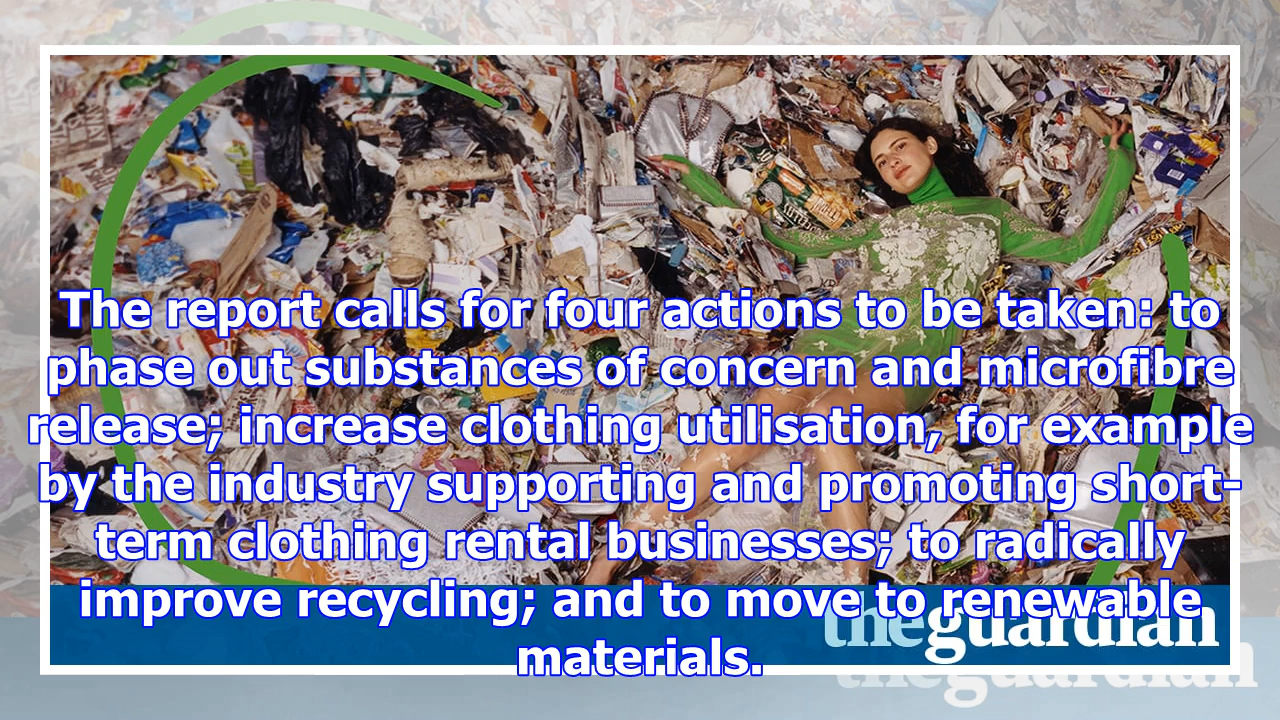 The report calls for four actions to be taken: to
phase out substances of concern and microfibre
release; increase clothing utilisation, for example
by the industry supporting and promoting short-
term clothing rental businesses; to radically
improve recycling; and to move to renewable
materials.
theguardian
theguardian